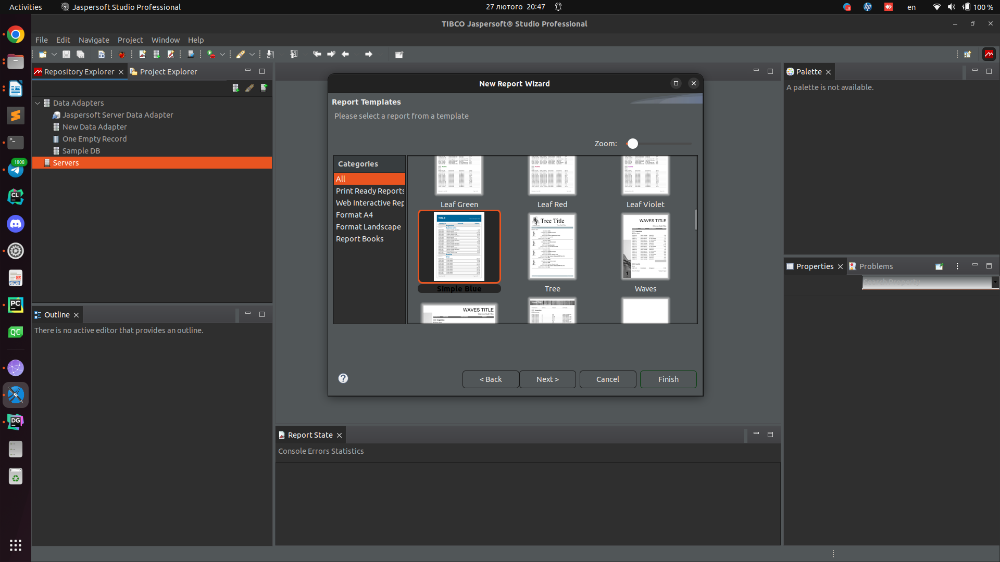 Activities
Jaspersoft Studio Professional
27 лютого 20:47
en
100 %
TIBCO Jaspersoft® Studio Professional
File Edit Navigate Project Window Help
Repository Explorer
Project Explorer
Data Adapters
Jaspersoft Server Data Adapter
New Data Adapter
One Empty Record
Sample DB
Servers
1808
CL
PC
QC
DG
Outline
There is no active editor that provides an outline.
New Report Wizard
Report Templates
Please select a report from a template
Zoom:
Categories
All
Print Ready Reports
Web Interactive Rep
Format A4
Format Landscape
Report Books
Leaf Green
Leaf Red
Leaf Violet
TITLE
Tree Title
WAVES TITLE
Waves SubTitle
Simple Blue
Tree
Waves
WAVES TITLE
Waves SubTitle
< Back
Next >
Cancel
Finish
Report State
Console Errors Statistics
Palette
A palette is not available.
Properties
Problems
Search Property